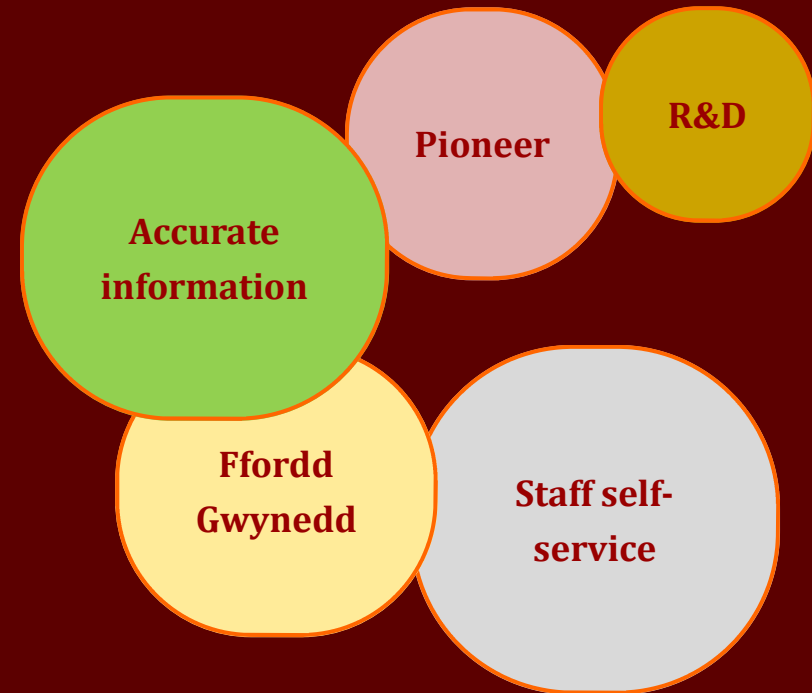 Pioneer
R&D
Accurate
information
Ffordd
Gwynedd
Staff self-
service